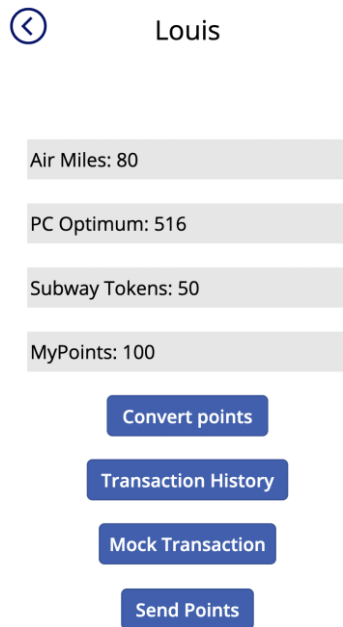 Louis
Air Miles: 80
PC Optimum: 516
Subway Tokens: 50
MyPoints: 100
Convert points
Transaction History
Mock Transaction
Send Points